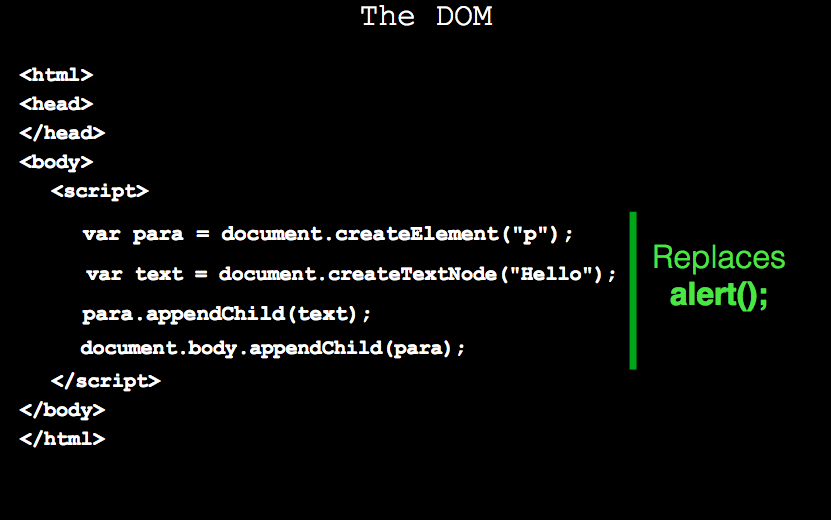 The DOM
<html>
<head>
</head>
<body>
<script>
var para = document.createElement("p");
var text = document.createTextNode("Hello");
para.appendChild(text);
document.body.appendChild(para);
</script>
</body>
</html>
Replaces
alert();